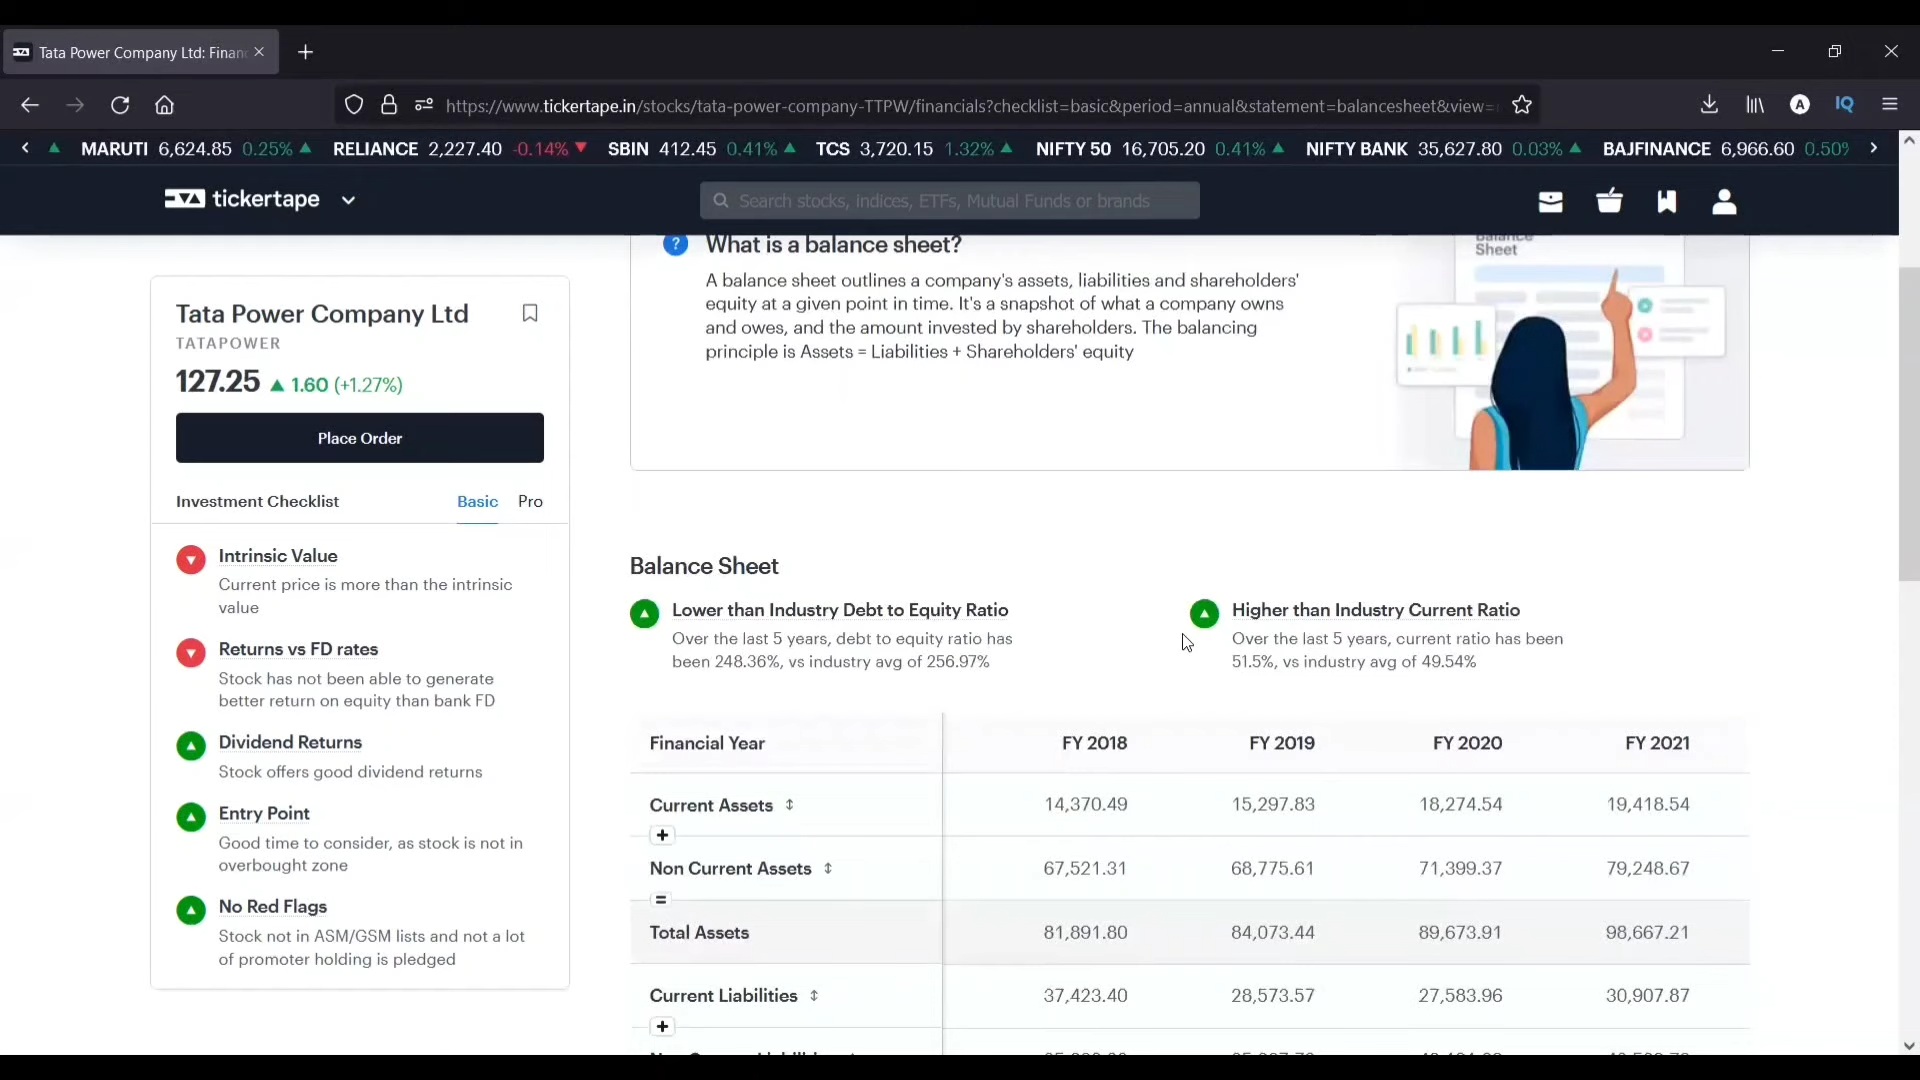 Tata Power Company Ltd: Finan
https://www.tickertape.in/stocks/tata-power-company-TTPW/financials?checklist=basic&period=annual&statement=balancesheet&view=
A
IQ
MARUTI 6,624.85 0.25% RELIANCE 2,227.40 -0.14% SBIN 412.45 0.41% TCS 3,720.15 1.32% NIFTY 50 16,705.20 0.41% NIFTY BANK 35,627.80 0.03% BAJFINANCE 6,966.60 0.50%
tickertape
Search stocks, indices, ETFs, Mutual Funds or brands
Tata Power Company Ltd
TATAPOWER
127.25 ▲ 1.60 (+1.27%)
Place Order
Investment Checklist Basic Pro
Intrinsic Value
Current price is more than the intrinsic
value
Returns vs FD rates
Stock has not been able to generate
better return on equity than bank FD
Dividend Returns
Stock offers good dividend returns
Entry Point
Good time to consider, as stock is not in
overbought zone
No Red Flags
Stock not in ASM/GSM lists and not a lot
of promoter holding is pledged
? What is a balance sheet?
A balance sheet outlines a company's assets, liabilities and shareholders'
equity at a given point in time. It's a snapshot of what a company owns
and owes, and the amount invested by shareholders. The balancing
principle is Assets = Liabilities + Shareholders' equity
Balance
Sheet
Balance Sheet
Lower than Industry Debt to Equity Ratio
Over the last 5 years, debt to equity ratio has
been 248.36%, vs industry avg of 256.97%
Higher than Industry Current Ratio
Over the last 5 years, current ratio has been
51.5%, vs industry avg of 49.54%
Financial Year FY 2018 FY 2019 FY 2020 FY 2021
Current Assets 14,370.49 15,297.83 18,274.54 19,418.54
+
Non Current Assets 67,521.31 68,775.61 71,399.37 79,248.67
=
Total Assets 81,891.80 84,073.44 89,673.91 98,667.21
Current Liabilities 37,423.40 28,573.57 27,583.96 30,907.87
+